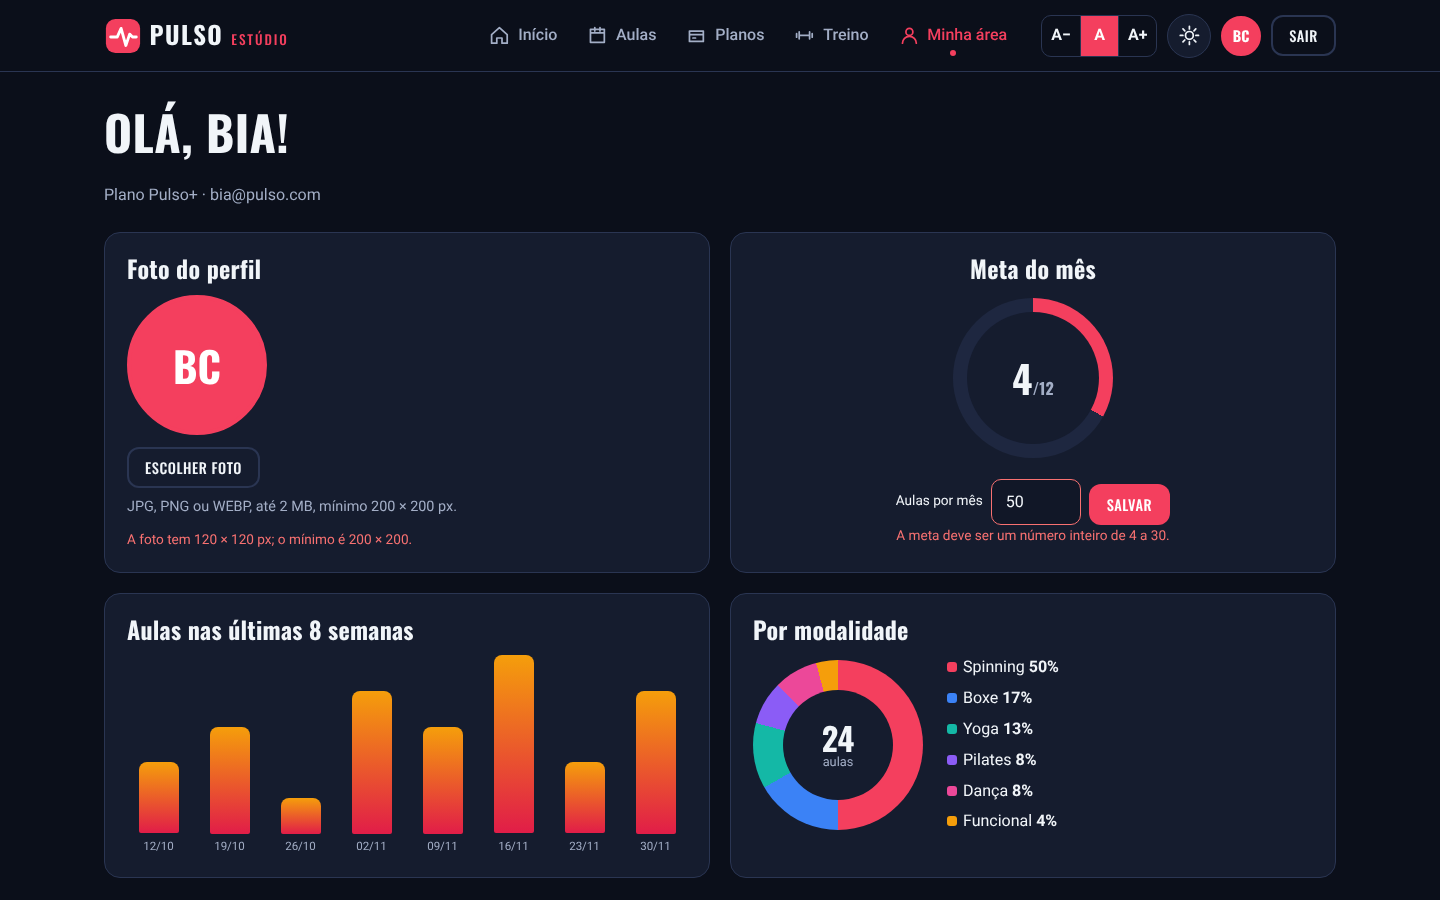 PULSO ESTÚDIO
Início
Aulas
Planos
Treino
Minha área
A−
A
A+
BC
SAIR
OLÁ, BIA!
Plano Pulso+ · bia@pulso.com
Foto do perfil
BC
ESCOLHER FOTO
JPG, PNG ou WEBP, até 2 MB, mínimo 200 × 200 px.
A foto tem 120 × 120 px; o mínimo é 200 × 200.
Meta do mês
4/12
Aulas por mês
50
SALVAR
A meta deve ser um número inteiro de 4 a 30.
Aulas nas últimas 8 semanas
12/10
19/10
26/10
02/11
09/11
16/11
23/11
30/11
Por modalidade
24
aulas
Spinning 50%
Boxe 17%
Yoga 13%
Pilates 8%
Dança 8%
Funcional 4%